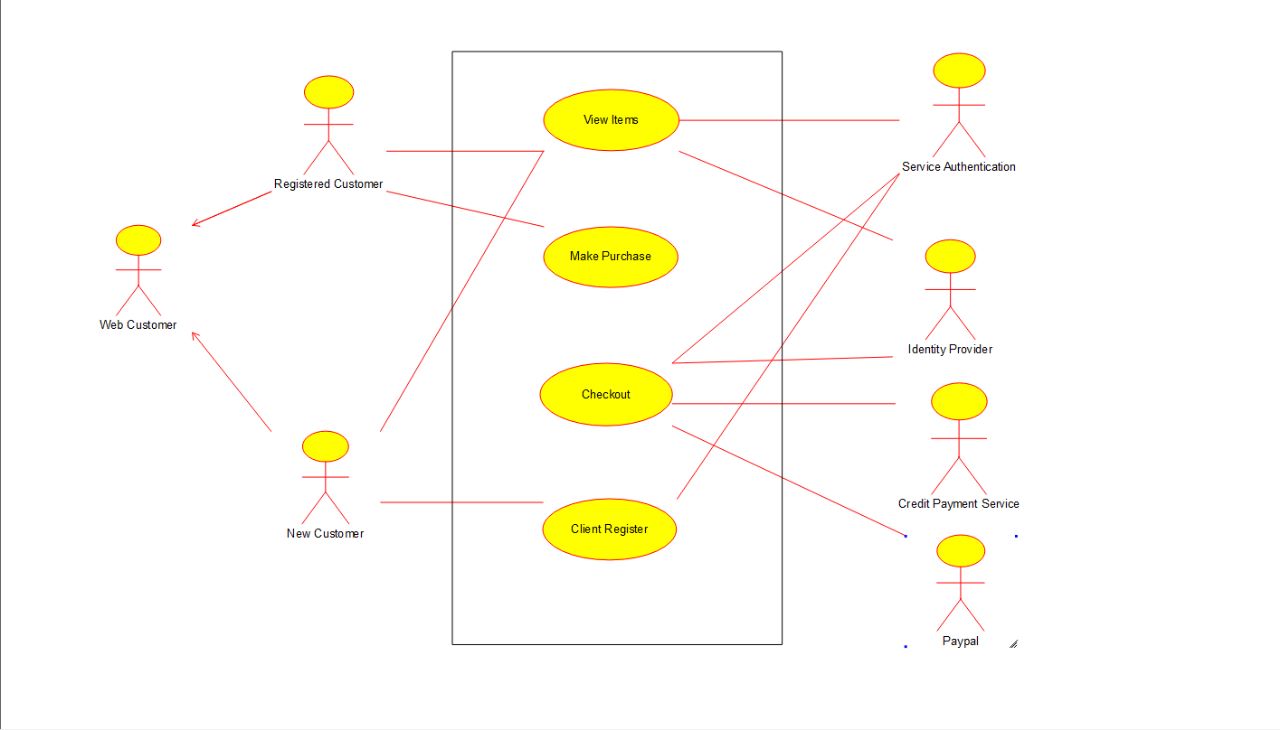 View Items
Registered Customer
Service Authentication
Make Purchase
Web Customer
Identity Provider
Checkout
Credit Payment Service
New Customer
Client Register
Paypal